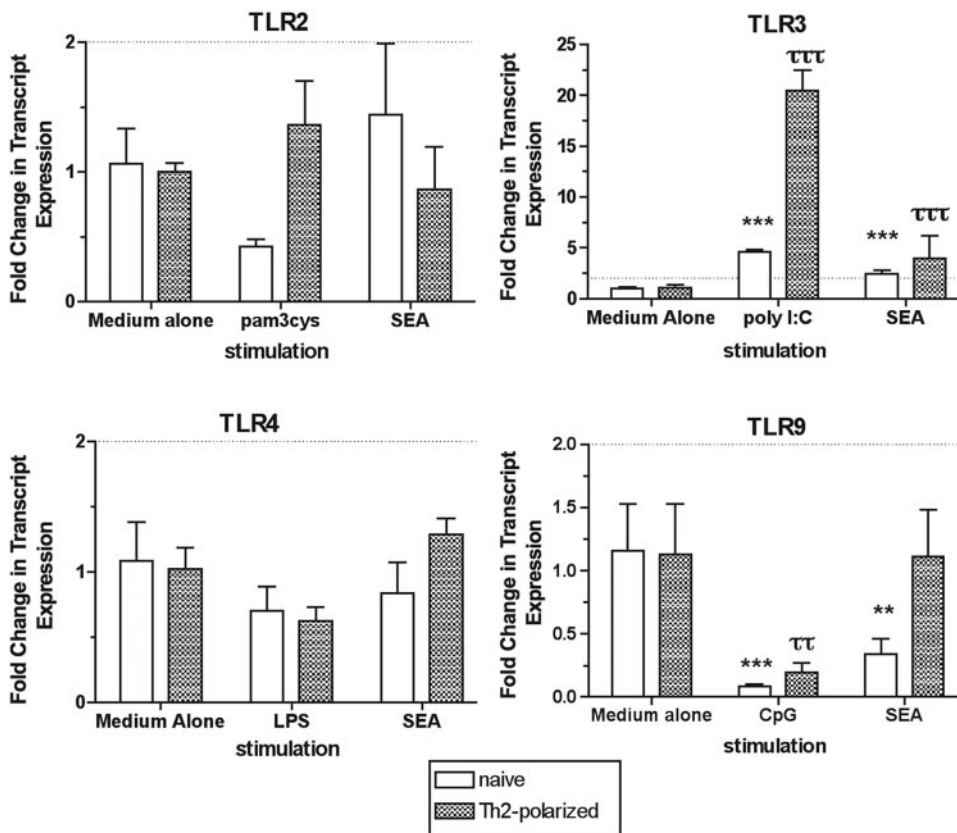 TLR2
Fold Change in Transcript
Expression
2
1
0
Medium alone
pam3cys
SEA
stimulation
TLR3
Fold Change in Transcript
Expression
25
20
15
10
5
0
***
τττ
***
τττ
Medium Alone
poly I:C
SEA
stimulation
TLR4
Fold Change in Transcript
Expression
2
1
0
Medium Alone
LPS
SEA
stimulation
TLR9
Fold Change in Transcript
Expression
2.0
1.5
1.0
0.5
0.0
***
ττ
**
Medium alone
CpG
SEA
stimulation
naive
Th2-polarized